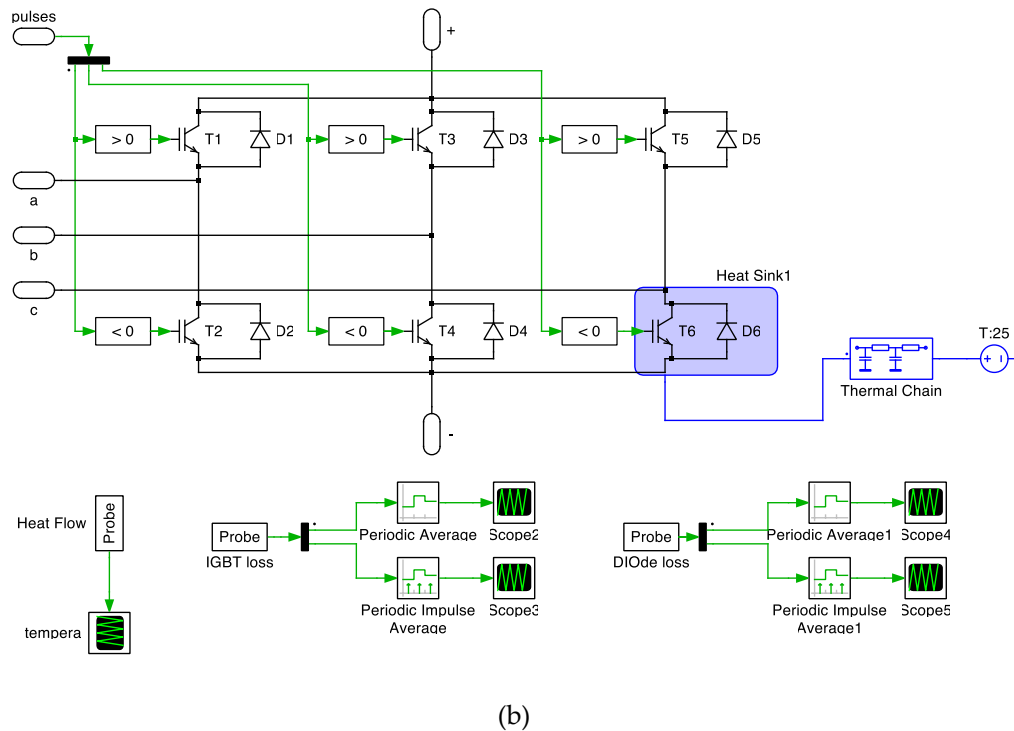 pulses
+
> 0
T1
D1
> 0
T3
D3
> 0
T5
D5
a
b
c
Heat Sink1
< 0
T2
D2
< 0
T4
D4
< 0
T6
D6
T:25
Thermal Chain
-
Heat Flow
Probe
tempera
Probe
IGBT loss
Periodic Average
Scope2
Periodic Impulse
Average
Scope3
Probe
DIOde loss
Periodic Average1
Scope4
Periodic Impulse
Average1
Scope5
(b)